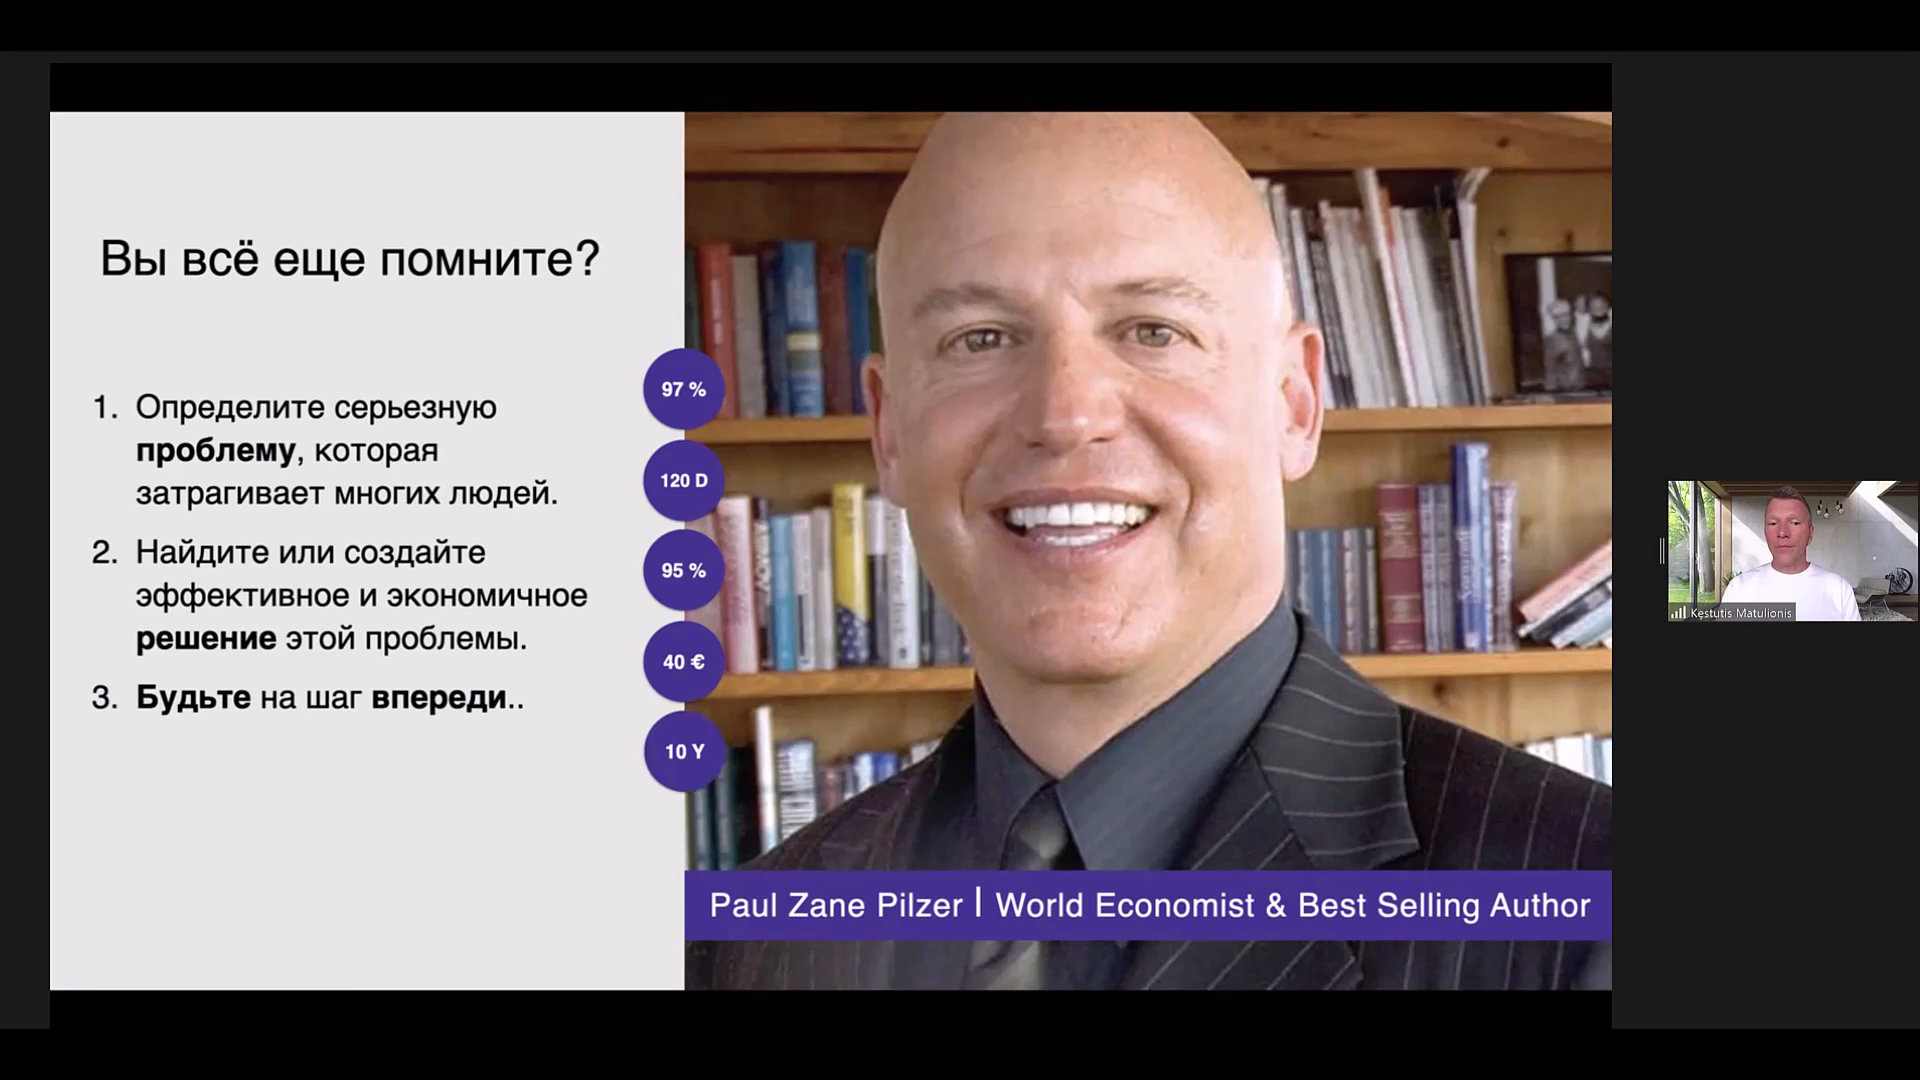 Вы всё еще помните?
1. Определите серьезную
проблему, которая
затрагивает многих людей.
2. Найдите или создайте
эффективное и экономичное
решение этой проблемы.
3. Будьте на шаг впереди..
97 %
120 D
95 %
40 €
10 Y
Paul Zane Pilzer | World Economist & Best Selling Author
Kęstutis Matulionis